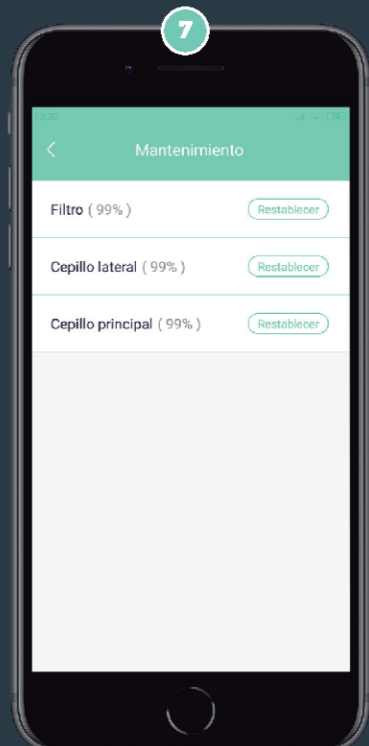 7
Mantenimiento
Filtro ( 99% ) Restablecer
Cepillo lateral ( 99% ) Restablecer
Cepillo principal ( 99% ) Restablecer